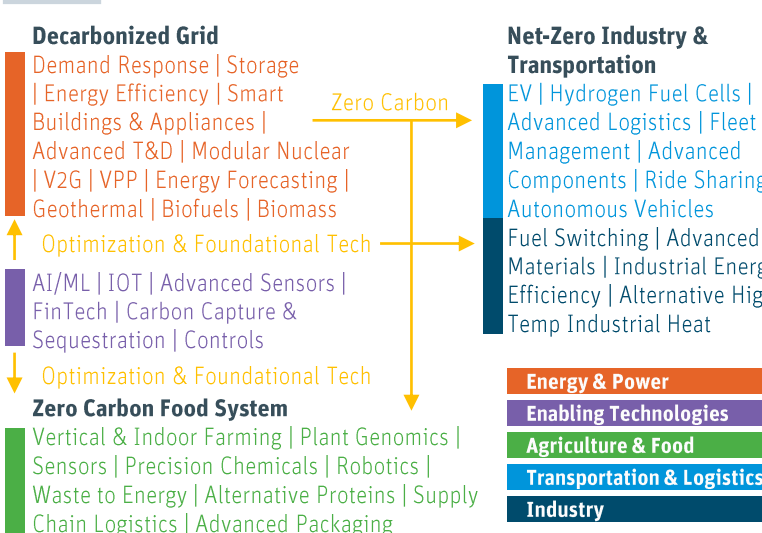 Decarbonized Grid
Demand Response | Storage
| Energy Efficiency | Smart
Buildings & Appliances |
Advanced T&D | Modular Nuclear
| V2G | VPP | Energy Forecasting |
Geothermal | Biofuels | Biomass
Zero Carbon
Optimization & Foundational Tech
AI/ML | IOT | Advanced Sensors |
FinTech | Carbon Capture &
Sequestration | Controls
Optimization & Foundational Tech
Zero Carbon Food System
Vertical & Indoor Farming | Plant Genomics |
Sensors | Precision Chemicals | Robotics |
Waste to Energy | Alternative Proteins | Supply
Chain Logistics | Advanced Packaging
Net-Zero Industry &
Transportation
EV | Hydrogen Fuel Cells |
Advanced Logistics | Fleet
Management | Advanced
Components | Ride Sharing
Autonomous Vehicles
Fuel Switching | Advanced
Materials | Industrial Energ
Efficiency | Alternative Hig
Temp Industrial Heat
Energy & Power
Enabling Technologies
Agriculture & Food
Transportation & Logistics
Industry